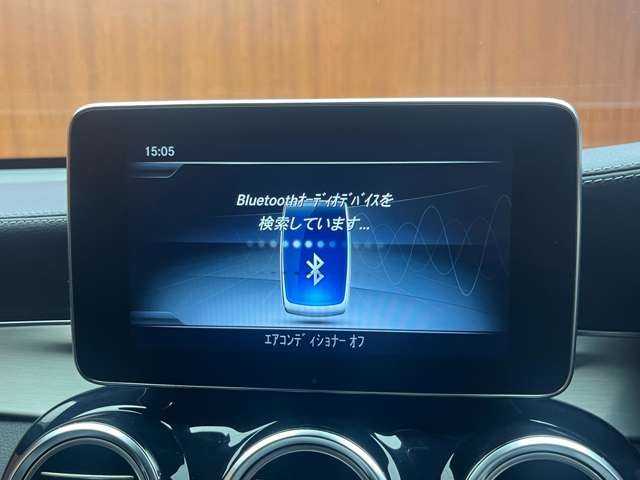 15:05
Bluetoothｵｰﾃﾞｨｵﾃﾞﾊﾞｲｽを
検索しています...
ｴｱｺﾝﾃﾞｨｼｮﾅｰ ｵﾌ